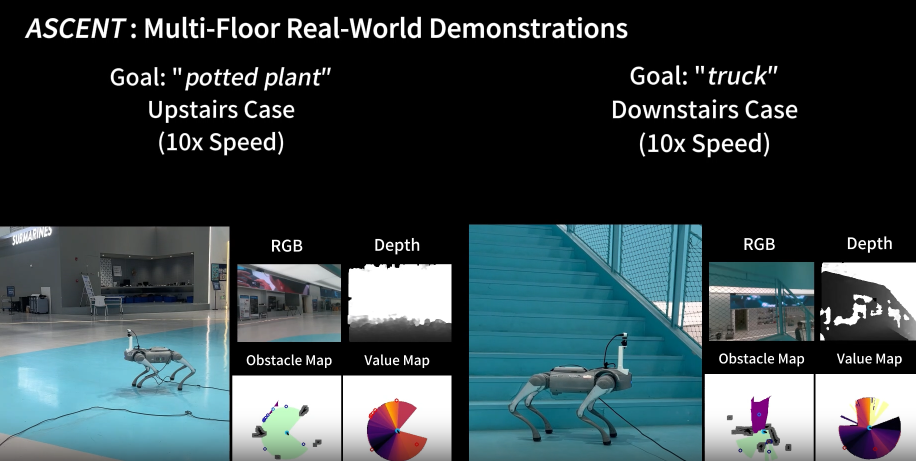 ASCENT : Multi-Floor Real-World Demonstrations
Goal: "potted plant"
Upstairs Case
(10x Speed)
Goal: "truck"
Downstairs Case
(10x Speed)
SUBMARINES
RGB
Depth
Obstacle Map
Value Map
RGB
Depth
Obstacle Map
Value Map